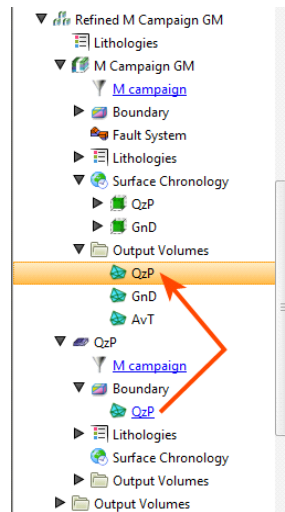 Refined M Campaign GM
Lithologies
M Campaign GM
M campaign
Boundary
Fault System
Lithologies
Surface Chronology
QzP
GnD
Output Volumes
QzP
GnD
AvT
QzP
M campaign
Boundary
QzP
Lithologies
Surface Chronology
Output Volumes
Output Volumes